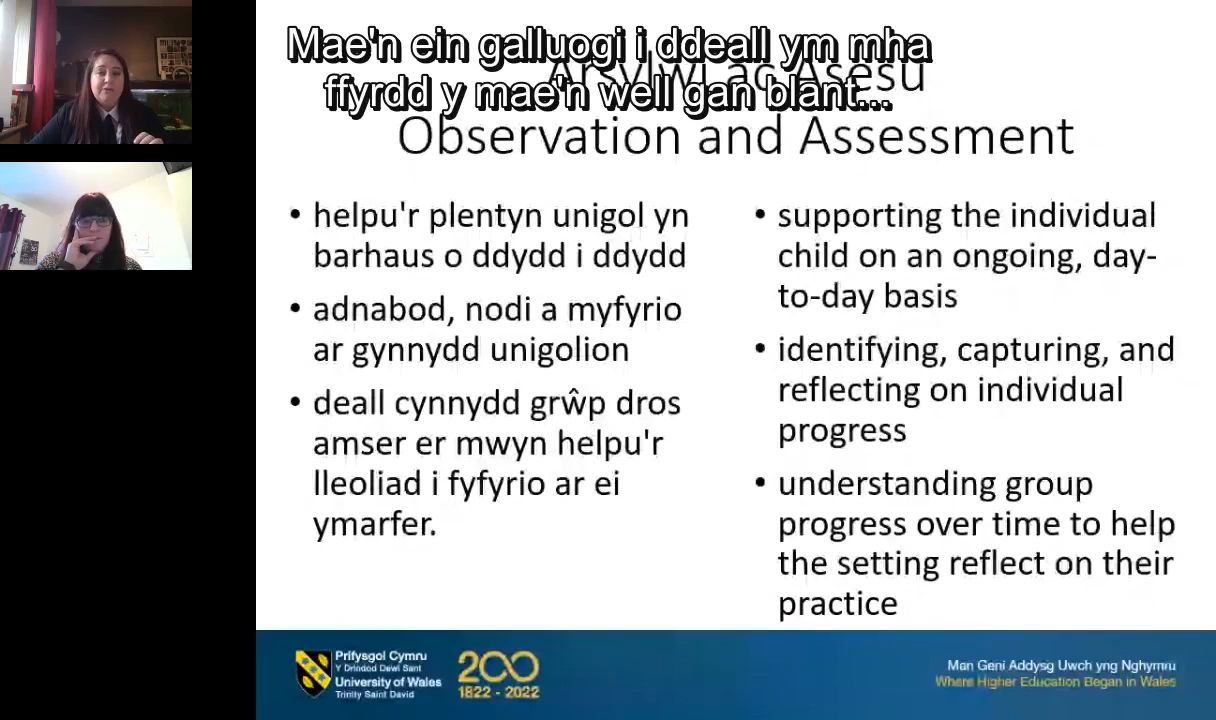 Mae'n ein galluogi i ddeall ym mha
ffyrdd y mae'n well gan blant...
Arsylwi ac Asesu
Observation and Assessment
• helpu'r plentyn unigol yn
barhaus o ddydd i ddydd
• adnabod, nodi a myfyrio
ar gynnydd unigolion
• deall cynnydd grŵp dros
amser er mwyn helpu'r
lleoliad i fyfyrio ar ei
ymarfer.
• supporting the individual
child on an ongoing, day-
to-day basis
• identifying, capturing, and
reflecting on individual
progress
• understanding group
progress over time to help
the setting reflect on their
practice
Prifysgol Cymru
Y Drindod Dewi Sant
University of Wales
Trinity Saint David
200
1822 - 2022
Man Geni Addysg Uwch yng Nghymru
Where Higher Education Began in Wales